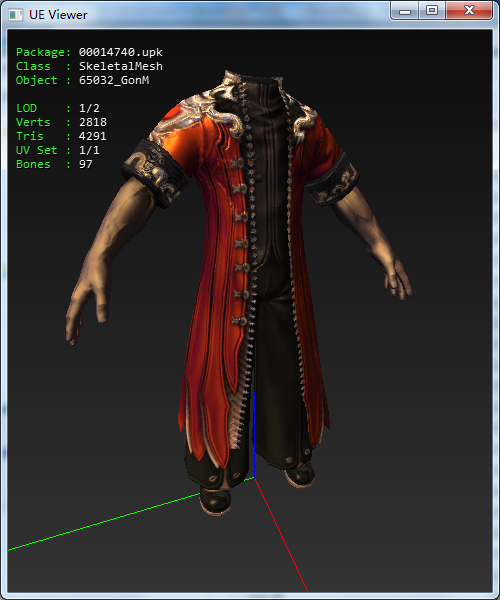 UE Viewer
Package: 00014740.upk
Class  : SkeletalMesh
Object : 65032_GonM
LOD    : 1/2
Verts  : 2818
Tris   : 4291
UV Set : 1/1
Bones  : 97